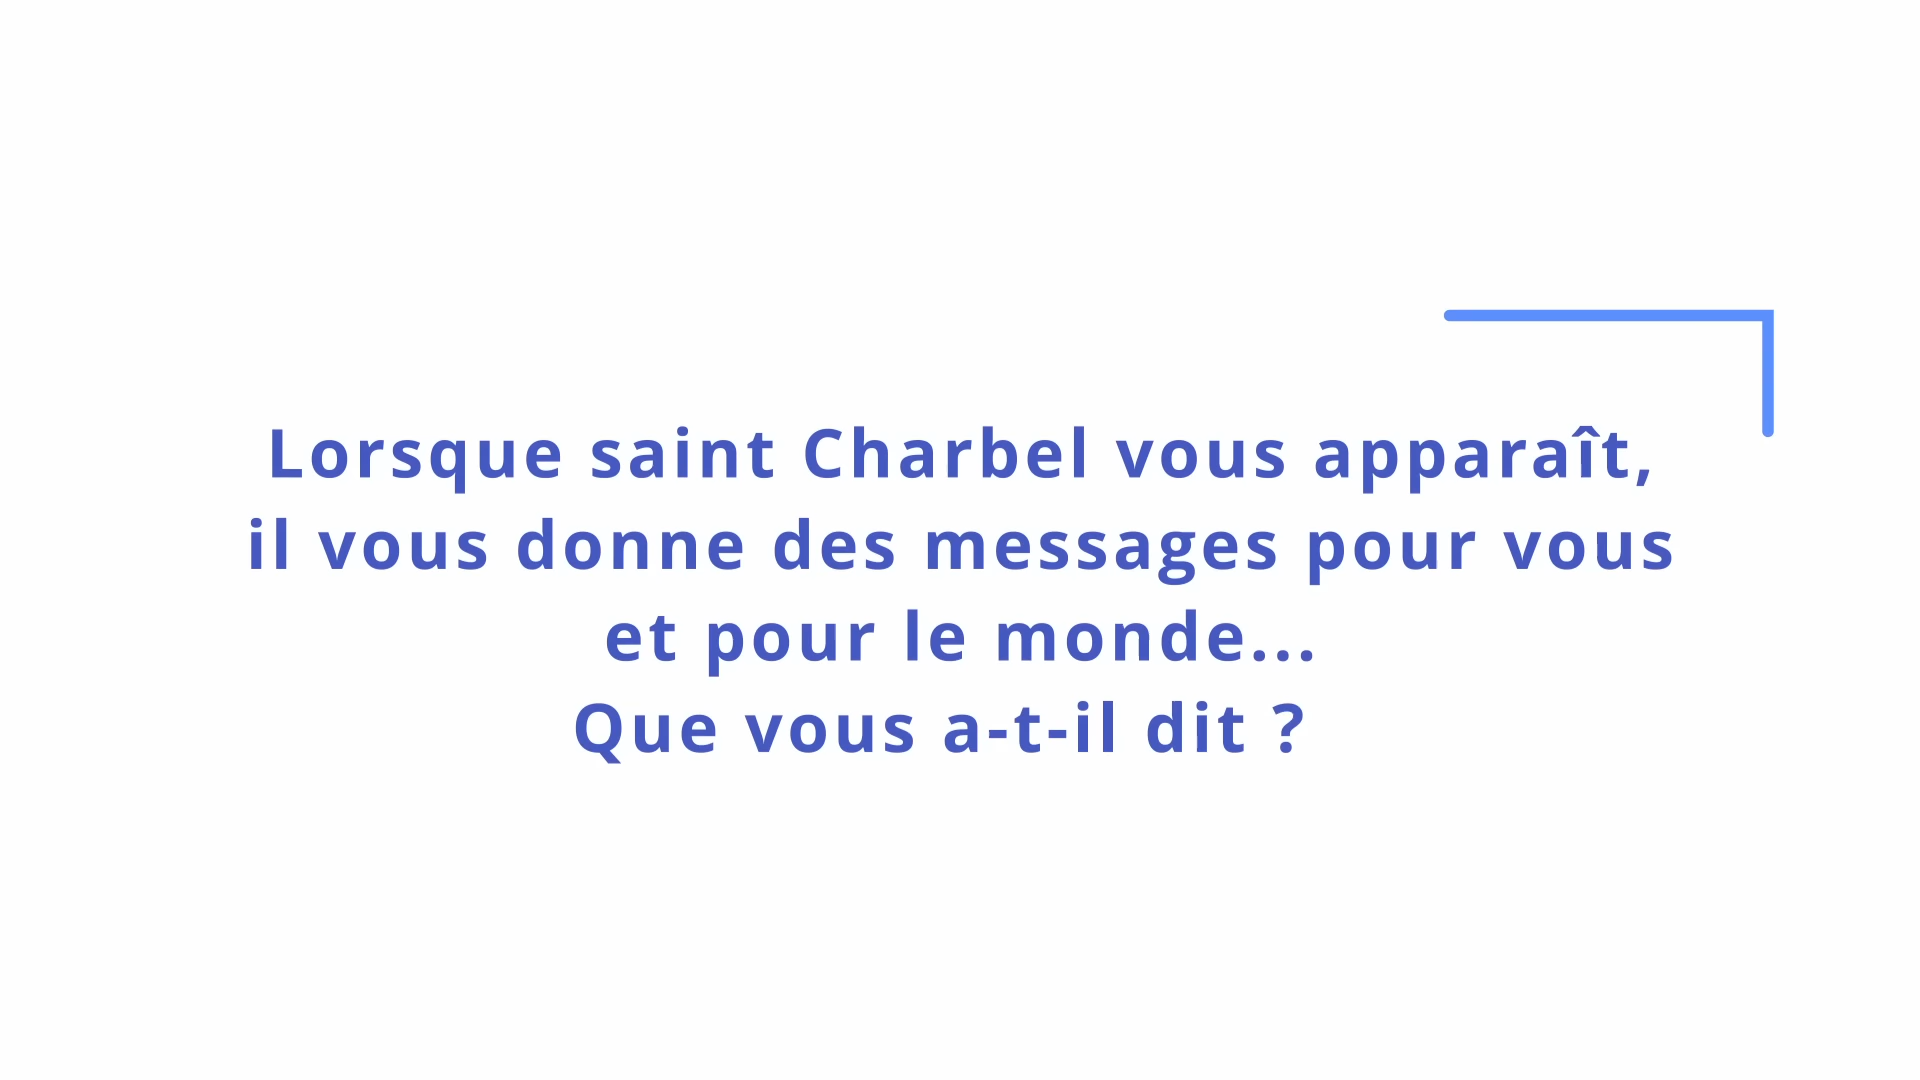 Lorsque saint Charbel vous apparaît,
il vous donne des messages pour vous
et pour le monde...
Que vous a-t-il dit ?